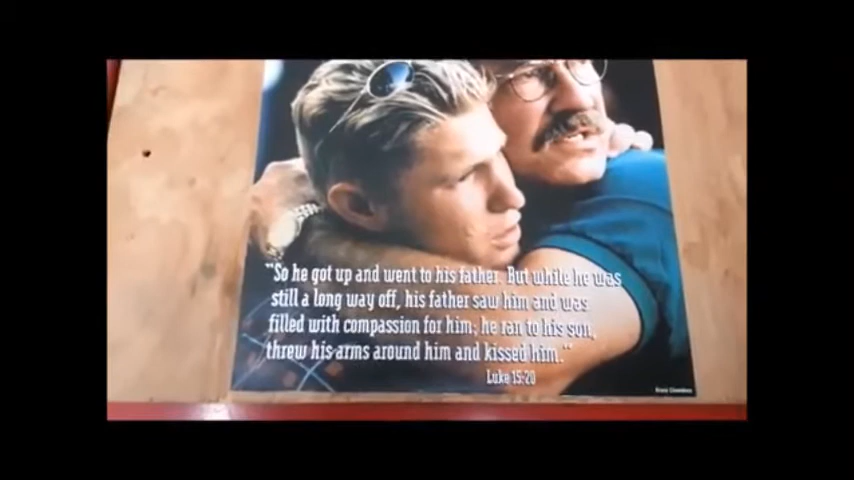 "So he got up and went to his father. But while he was
still a long way off, his father saw him and was
filled with compassion for him; he ran to his son,
threw his arms around him and kissed him."
Luke 15:20